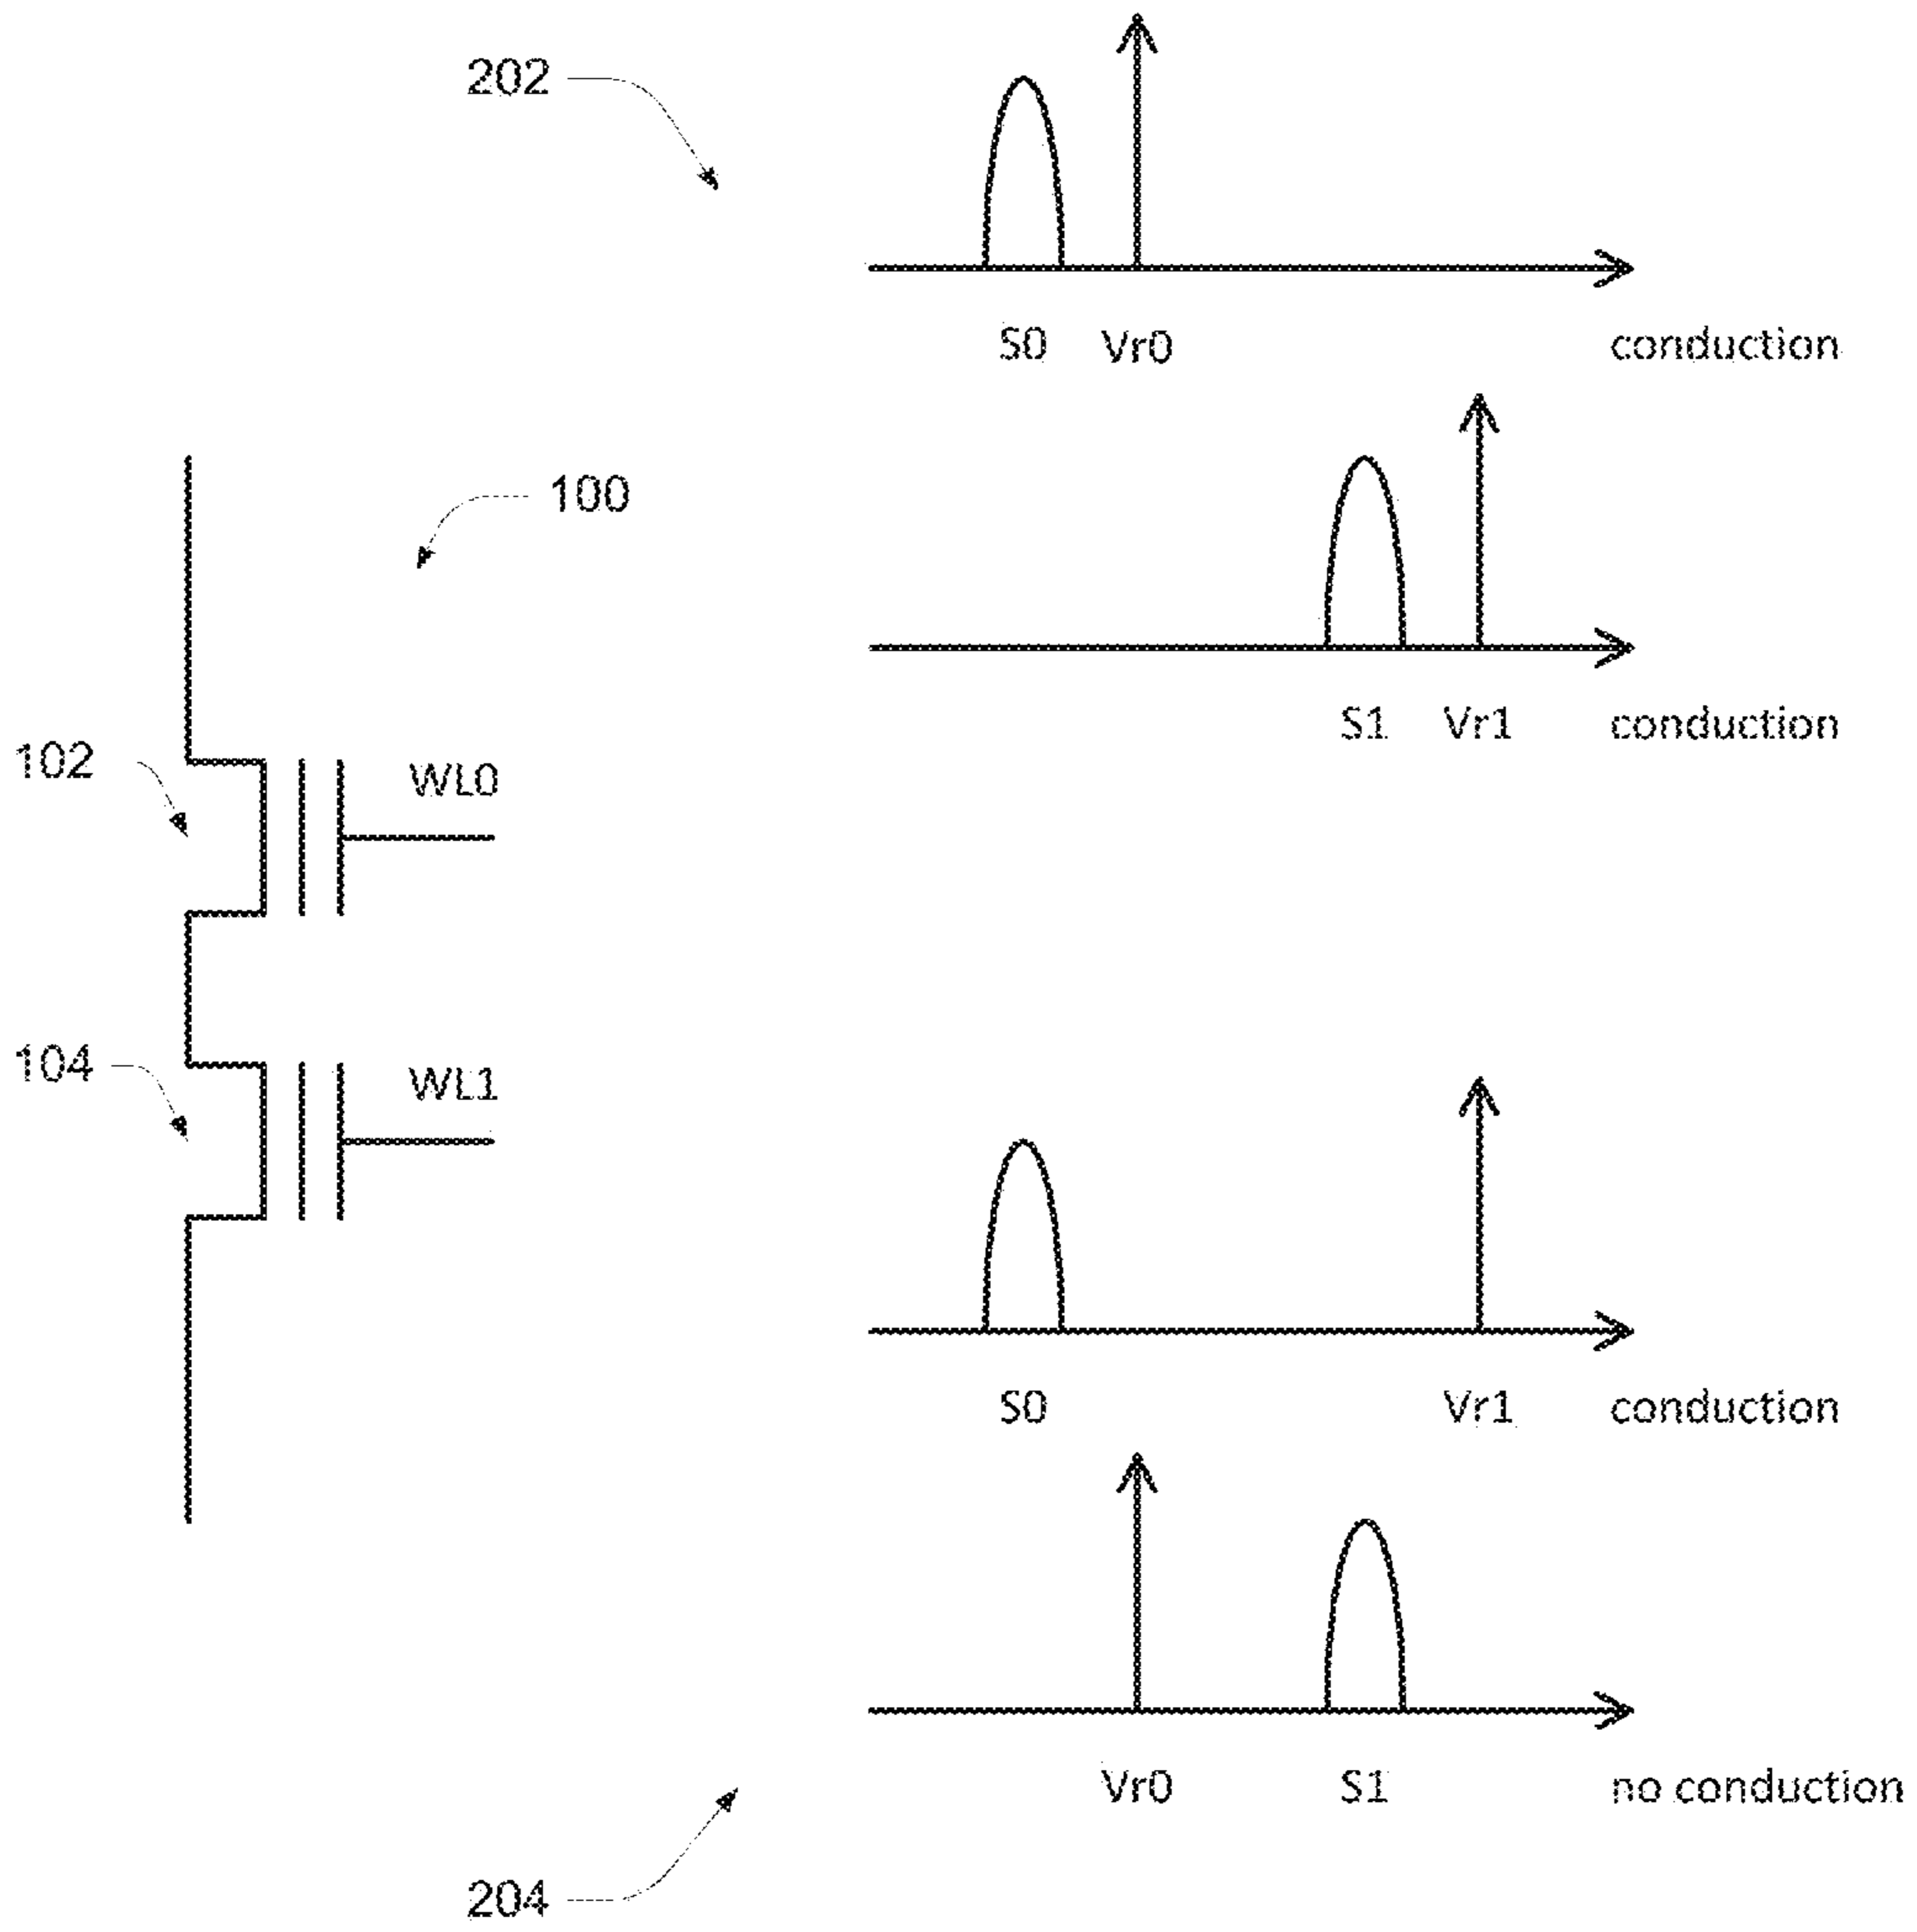 202
S0 Vr0 conduction
100
S1 Vr1 conduction
102
WL0
104
WL1
S0 Vr1 conduction
Vr0 S1 no conduction
204